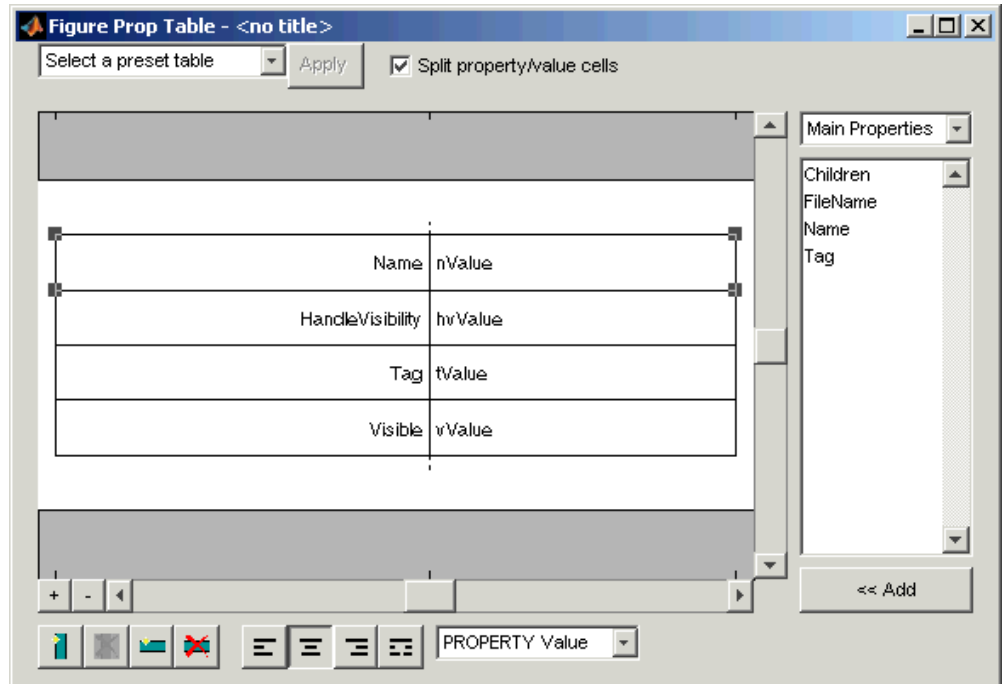 Figure Prop Table - <no title>
Select a preset table
Apply
Split property/value cells
Main Properties
Children
FileName
Name
Tag
Name nValue
HandleVisibility hvValue
Tag tValue
Visible vValue
+ -
<< Add
PROPERTY Value